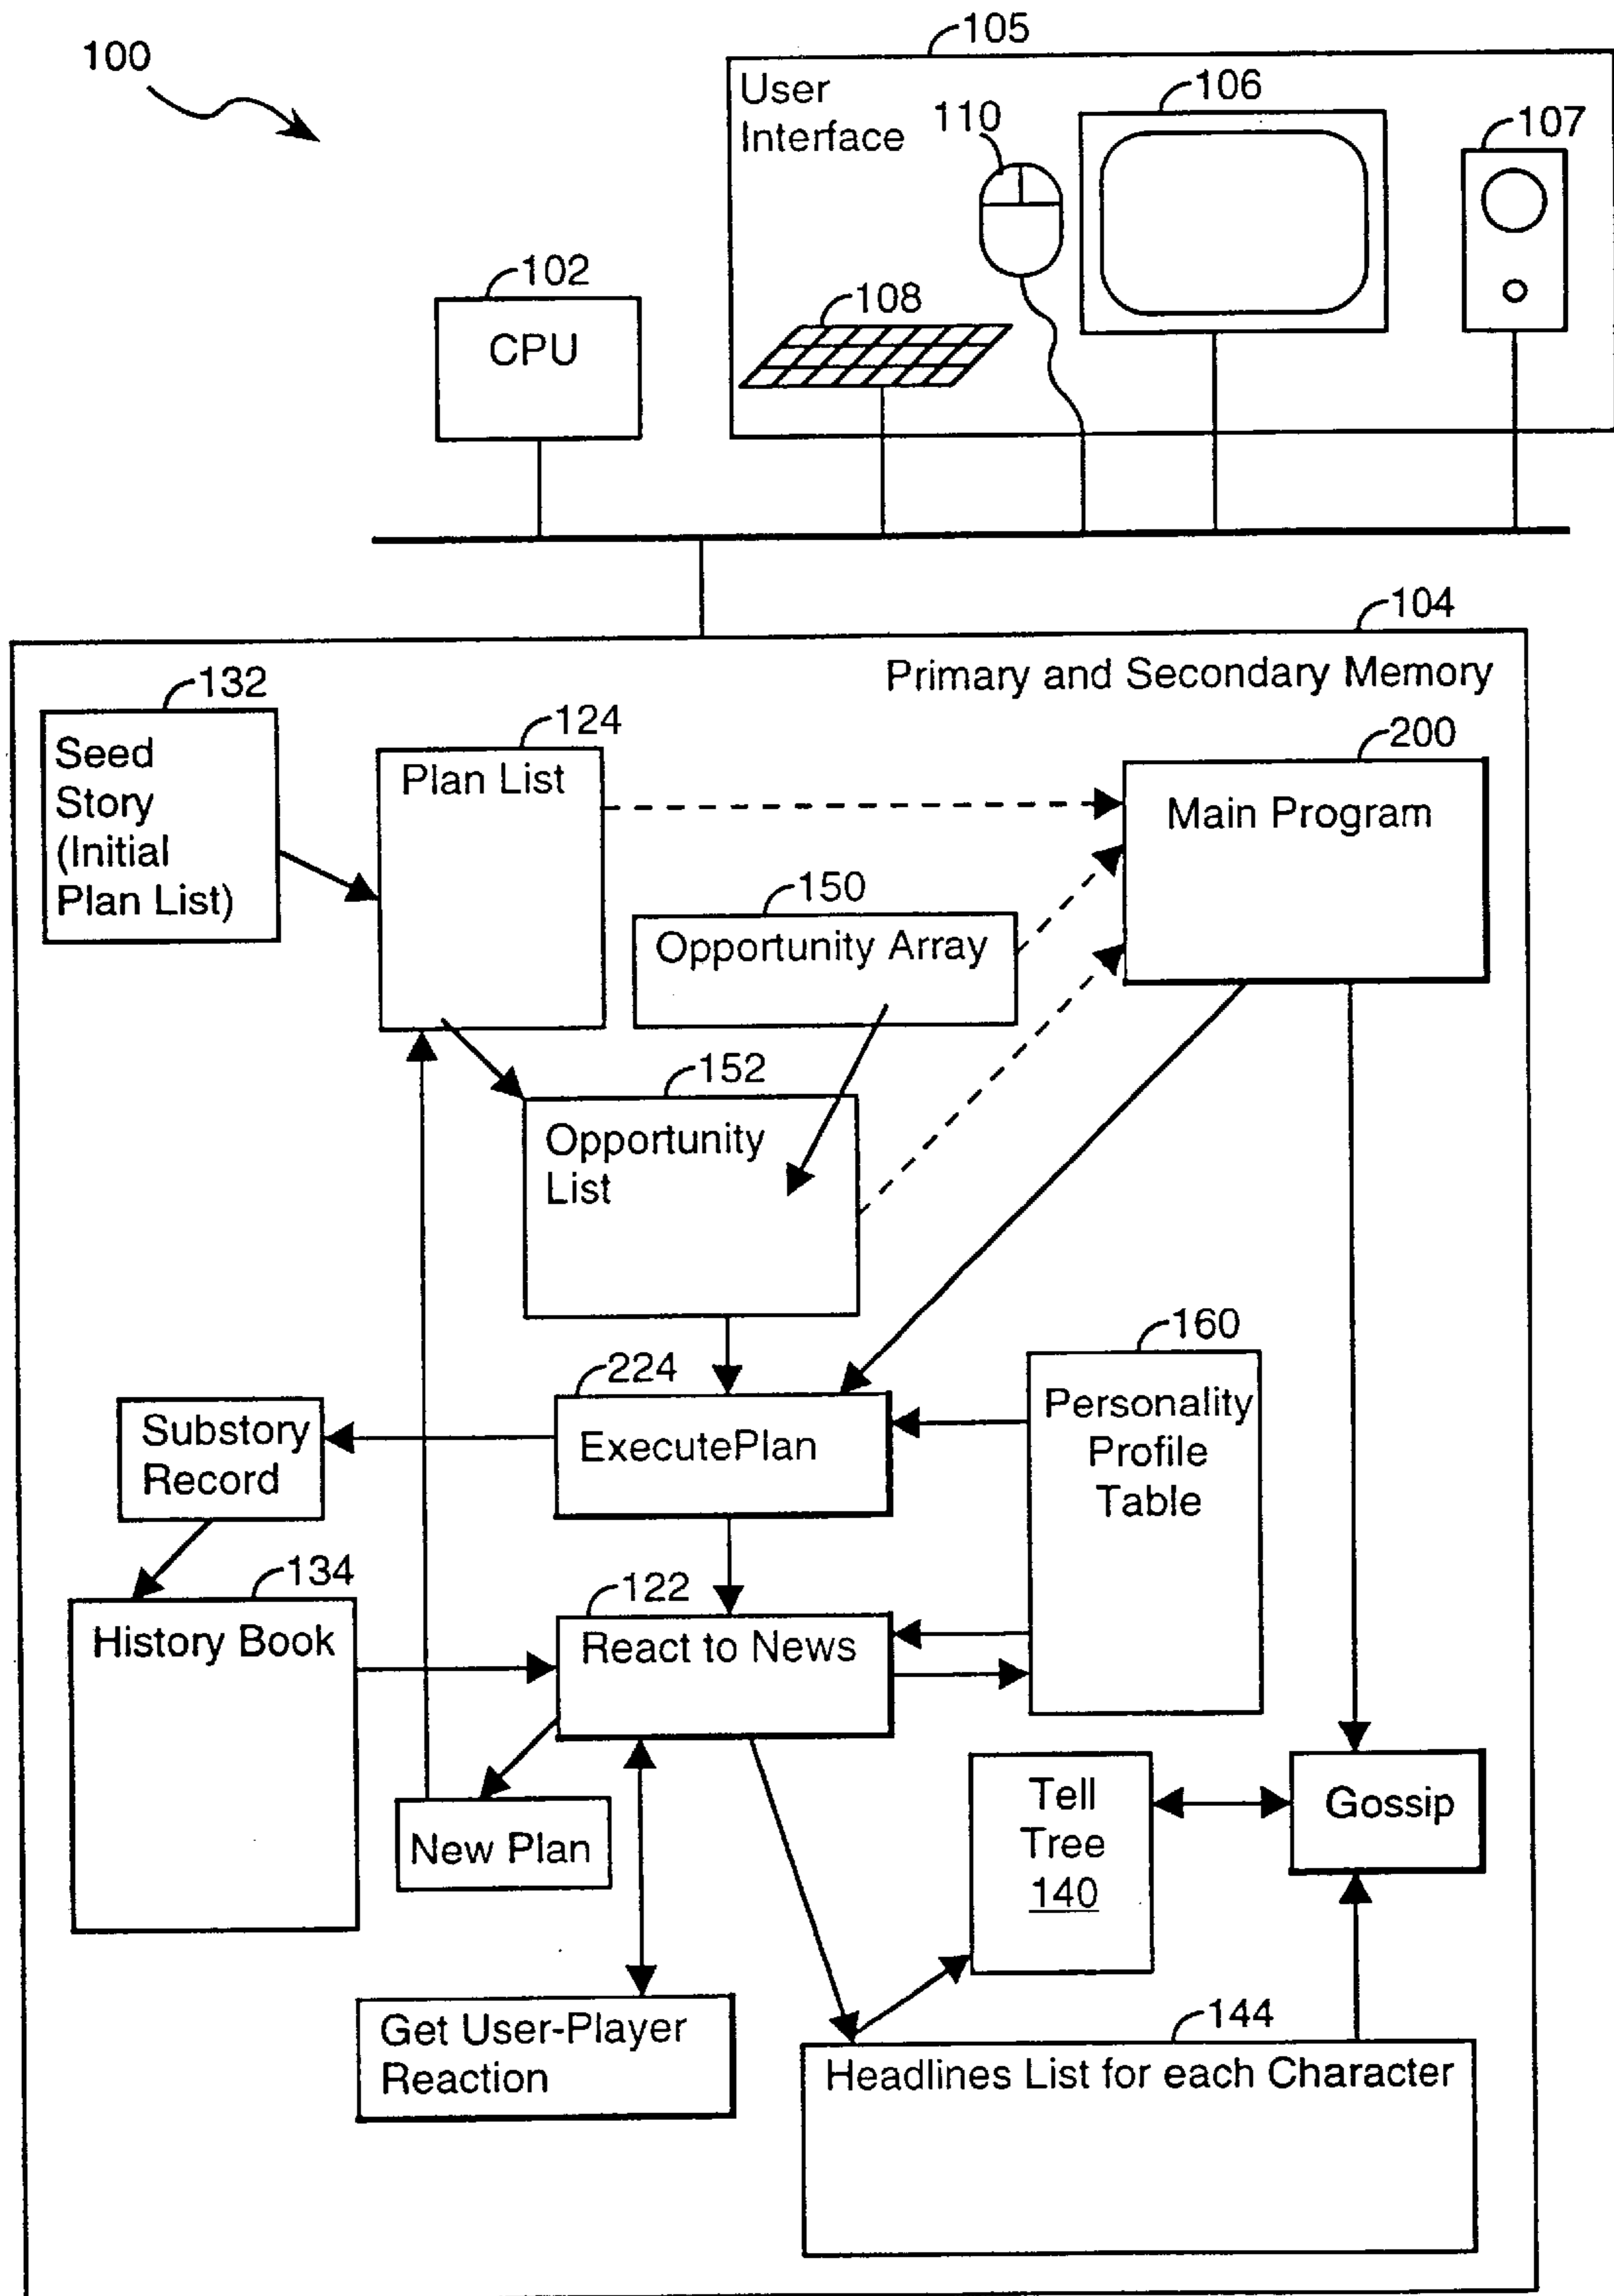 100
105
User
Interface
110
106
107
102
CPU
108
104
Primary and Secondary Memory
132
Seed
Story
(Initial
Plan List)
124
Plan List
200
Main Program
150
Opportunity Array
152
Opportunity
List
160
Personality
Profile
Table
224
ExecutePlan
Substory
Record
134
History Book
122
React to News
New Plan
Tell
Tree
140
Gossip
Get User-Player
Reaction
144
Headlines List for each Character